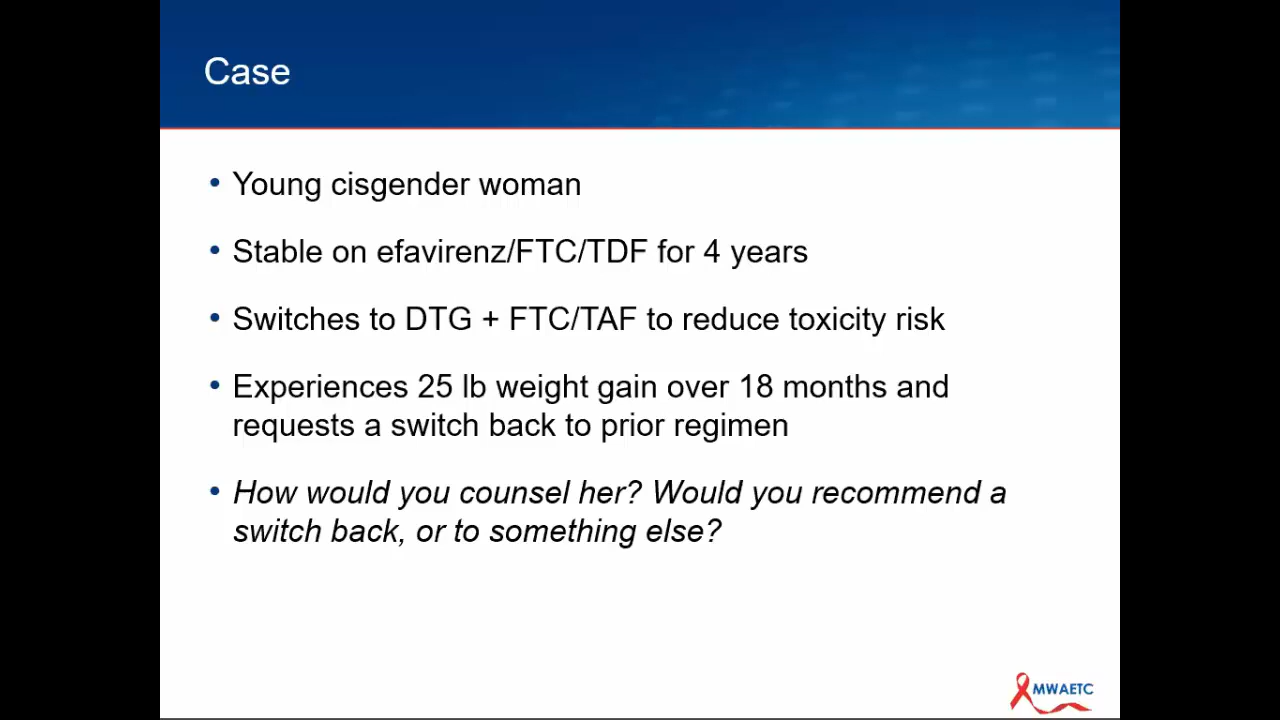 Case
• Young cisgender woman
• Stable on efavirenz/FTC/TDF for 4 years
• Switches to DTG + FTC/TAF to reduce toxicity risk
• Experiences 25 lb weight gain over 18 months and
requests a switch back to prior regimen
• How would you counsel her? Would you recommend a
switch back, or to something else?
MWAETC